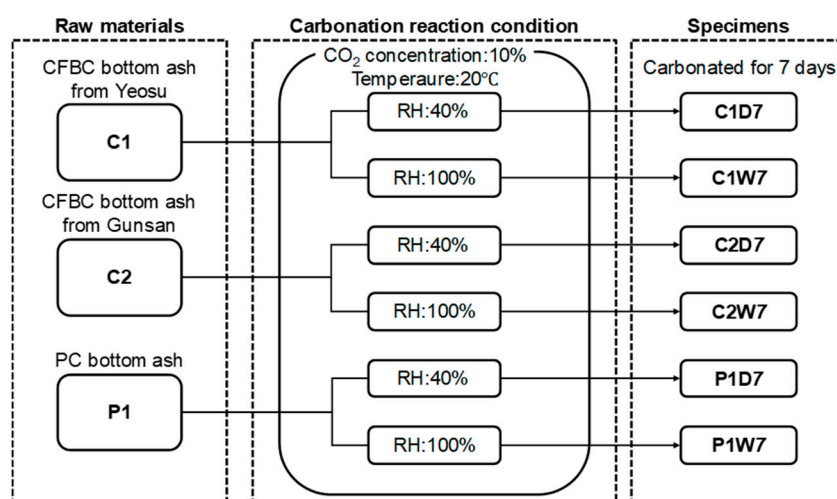 Raw materials
Carbonation reaction condition
Specimens
CFBC bottom ash
from Yeosu
C1
CO2 concentration:10%
Temperaure:20℃
Carbonated for 7 days
RH:40%
C1D7
RH:100%
C1W7
CFBC bottom ash
from Gunsan
C2
RH:40%
C2D7
RH:100%
C2W7
PC bottom ash
P1
RH:40%
P1D7
RH:100%
P1W7